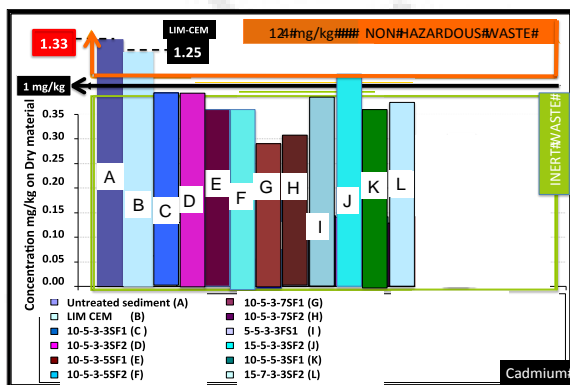 LIM-CEM
1.33
1.25
124#mg/kg### NON#HAZARDOUS#WASTE#
1 mg/kg
INERT#WASTE#
Concentration mg/kg on Dry material
0.35
0.30
0.25
0.20
0.15
0.10
0.05
0.00
A
B
C
D
E
F
G
H
I
J
K
L
Untreated sediment (A)
LIM CEM (B)
10-5-3-3SF1 (C )
10-5-3-3SF2 (D)
10-5-3-5SF1 (E)
10-5-3-5SF2 (F)
10-5-3-7SF1 (G)
10-5-3-7SF2 (H)
5-5-3-3FS1 ( I )
15-5-3-3SF2 (J)
10-5-5-3SF1 (K)
15-7-3-3SF2 (L)
Cadmium#